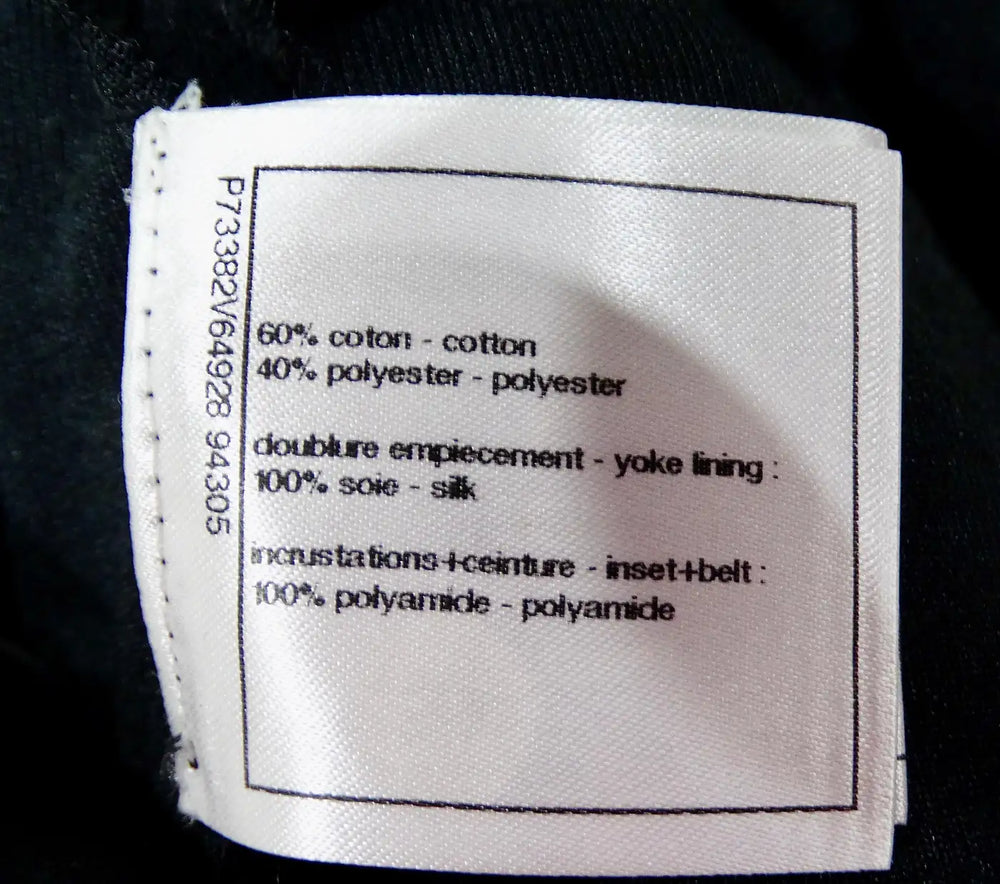 P73382V64928 94305
60% coton - cotton
40% polyester - polyester
doublure empiecement - yoke lining :
100% soie - silk
incrustations+ceinture - inset+belt :
100% polyamide - polyamide